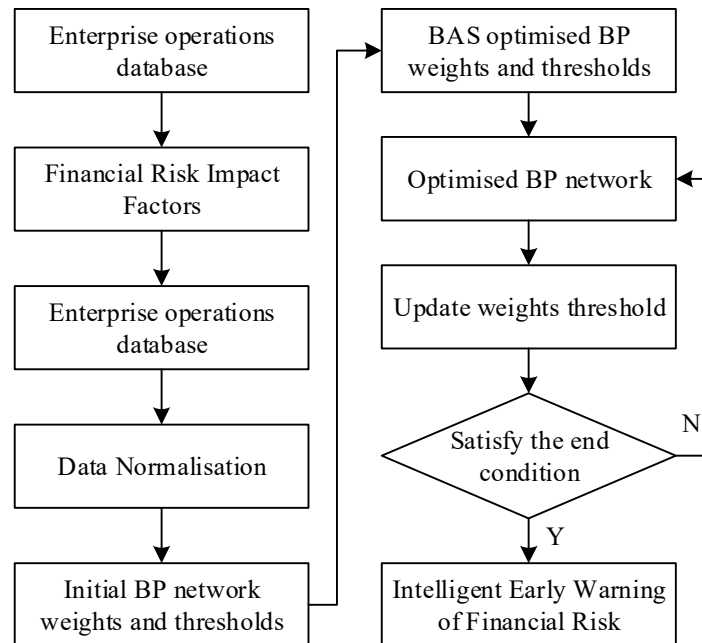 Enterprise operations
database
Financial Risk Impact
Factors
Enterprise operations
database
Data Normalisation
Initial BP network
weights and thresholds
BAS optimised BP
weights and thresholds
Optimised BP network
Update weights threshold
Satisfy the end
condition
N
Y
Intelligent Early Warning
of Financial Risk